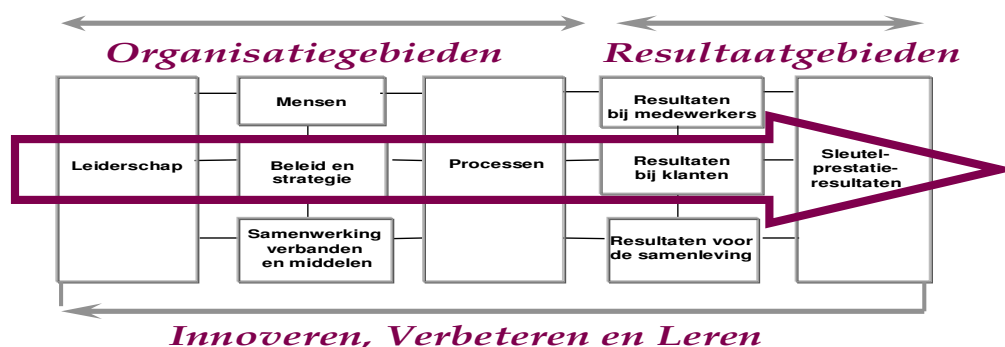 Organisatiegebieden
Resultaatgebieden
Leiderschap
Mensen
Beleid en
strategie
Samenwerking
verbanden
en middelen
Processen
Resultaten
bij medewerkers
Resultaten
bij klanten
Resultaten voor
de samenleving
Sleutel-
prestatie-
resultaten
Innoveren, Verbeteren en Leren